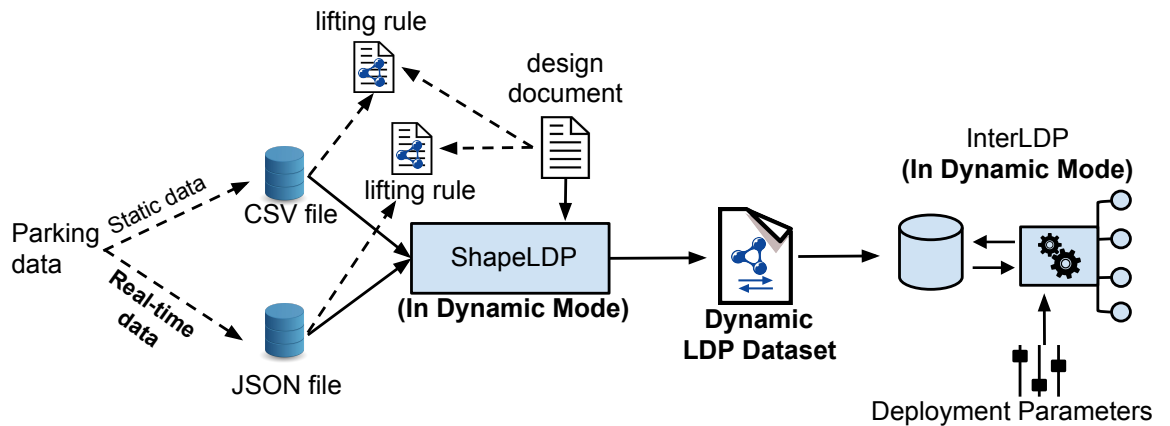 lifting rule
design
document
lifting rule
Parking
data
Static data
CSV file
Real-time
data
JSON file
ShapeLDP
(In Dynamic Mode)
Dynamic
LDP Dataset
InterLDP
(In Dynamic Mode)
Deployment Parameters